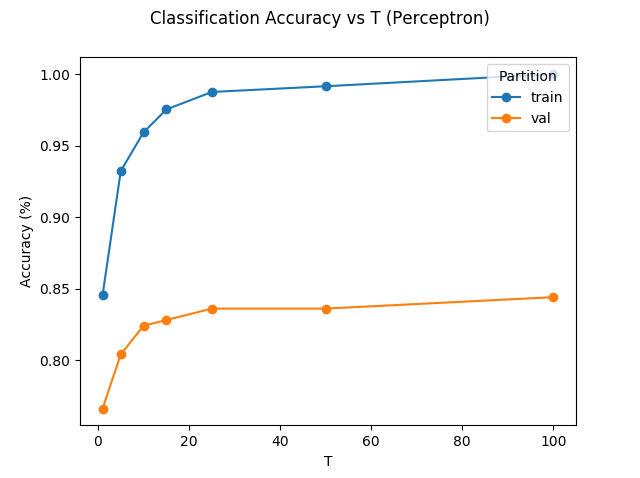 Classification Accuracy vs T (Perceptron)
Partition
train
val
1.00
0.95
0.90
0.85
0.80
Accuracy (%)
0 20 40 60 80 100
T